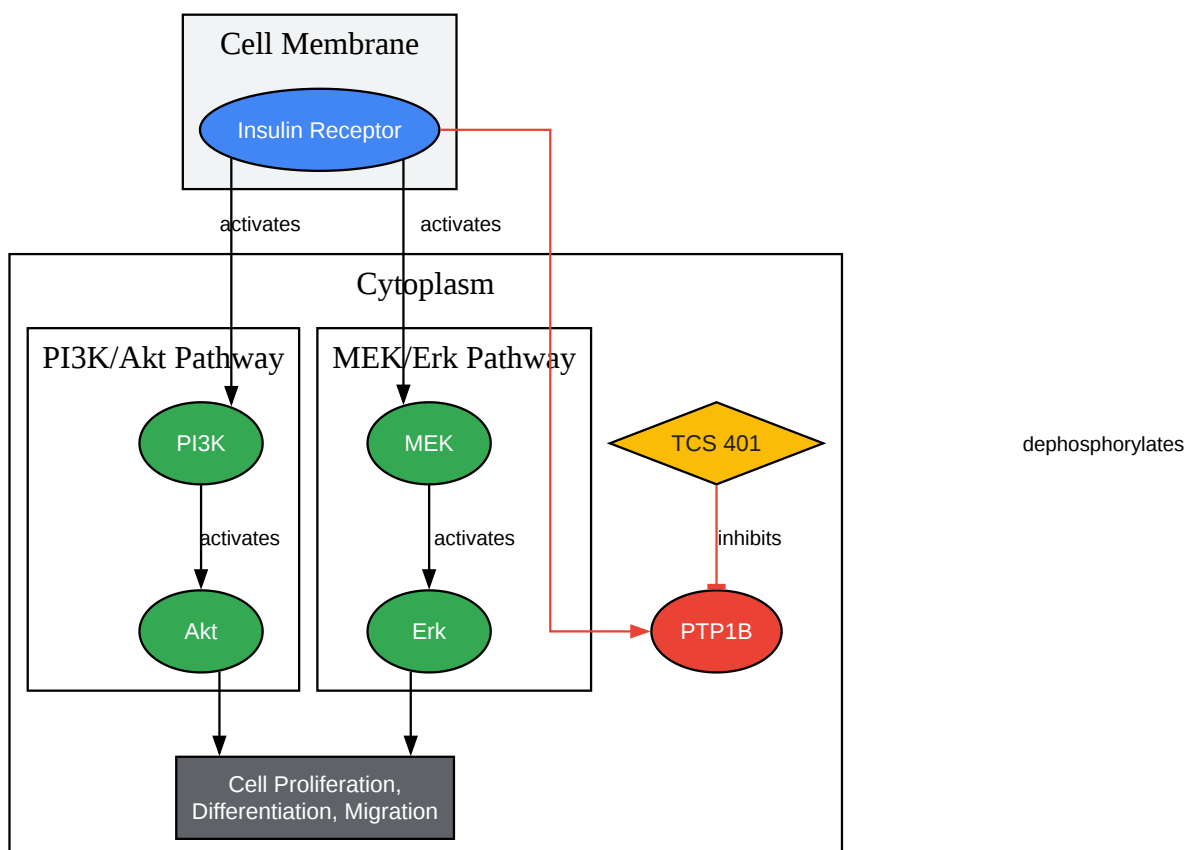 Cell Membrane
Insulin Receptor
activates
activates
Cytoplasm
PI3K/Akt Pathway
MEK/Erk Pathway
PI3K
MEK
TCS 401
dephosphorylates
activates
activates
inhibits
Akt
Erk
PTP1B
Cell Proliferation,
Differentiation, Migration